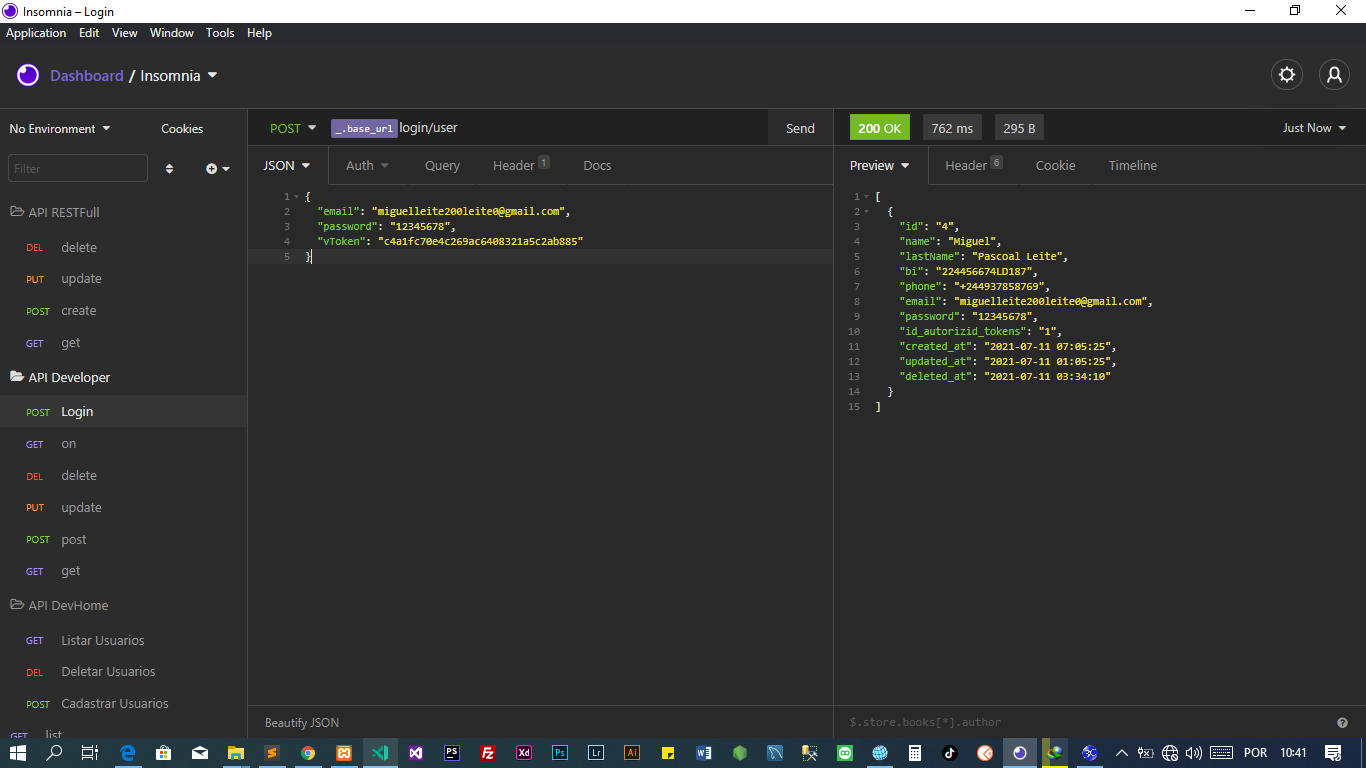 Insomnia – Login
Application Edit View Window Tools Help
Dashboard / Insomnia
No Environment Cookies
POST _.base_url login/user Send
200 OK 762 ms 295 B Just Now
Filter
JSON Auth Query Header 1 Docs
Preview Header 6 Cookie Timeline
API RESTFull
DEL delete
PUT update
POST create
GET get
API Developer
POST Login
GET on
DEL delete
PUT update
POST post
GET get
API DevHome
GET Listar Usuarios
DEL Deletar Usuarios
POST Cadastrar Usuarios
GET list
1 {
2 "email": "miguelleite200leite0@gmail.com",
3 "password": "12345678",
4 "vToken": "c4a1fc70e4c269ac6408321a5c2ab885"
5 }
Beautify JSON
1 [
2 {
3 "id": "4",
4 "name": "Miguel",
5 "lastName": "Pascoal Leite",
6 "bi": "224456674LD187",
7 "phone": "+244937858769",
8 "email": "miguelleite200leite0@gmail.com",
9 "password": "12345678",
10 "id_autorizid_tokens": "1",
11 "created_at": "2021-07-11 07:05:25",
12 "updated_at": "2021-07-11 01:05:25",
13 "deleted_at": "2021-07-11 03:34:10"
14 }
15 ]
$.store.books[*].author
PS Fz Xd Ps Lr Ai W POR 10:41